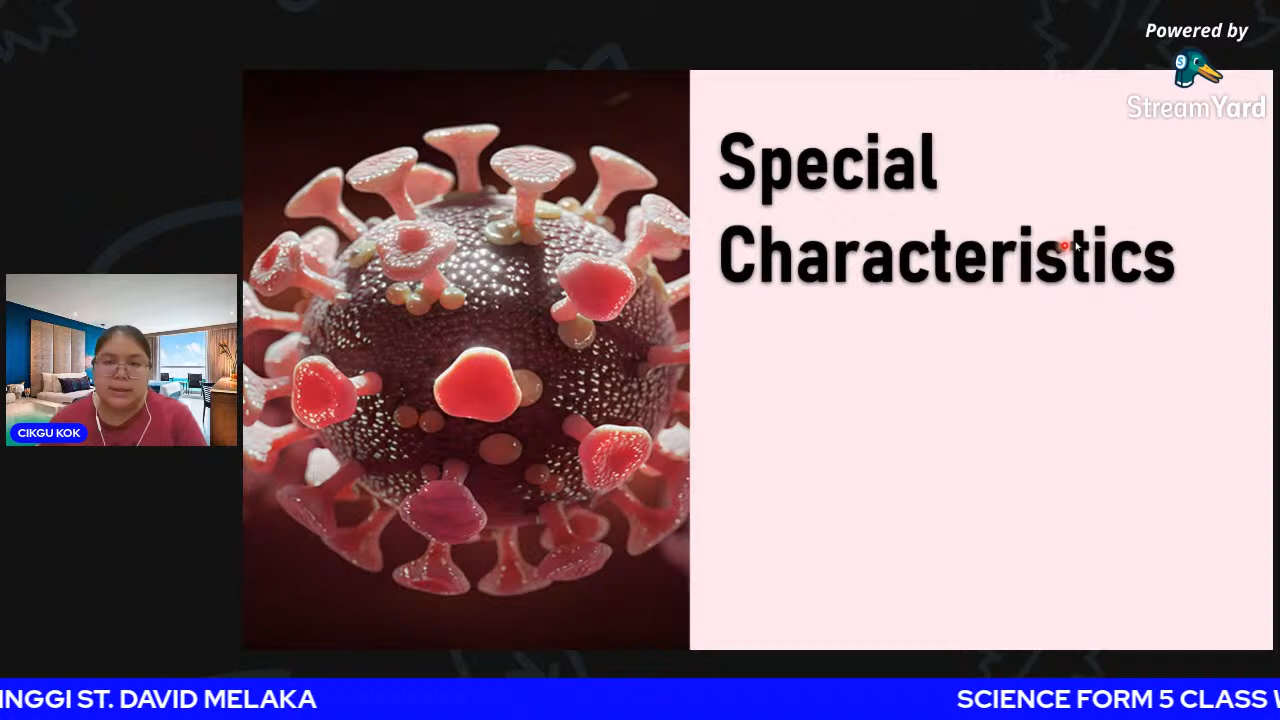 Powered by
StreamYard
Special
Characteristics
CIKGU KOK
INGGI ST. DAVID MELAKA
SCIENCE FORM 5 CLASS